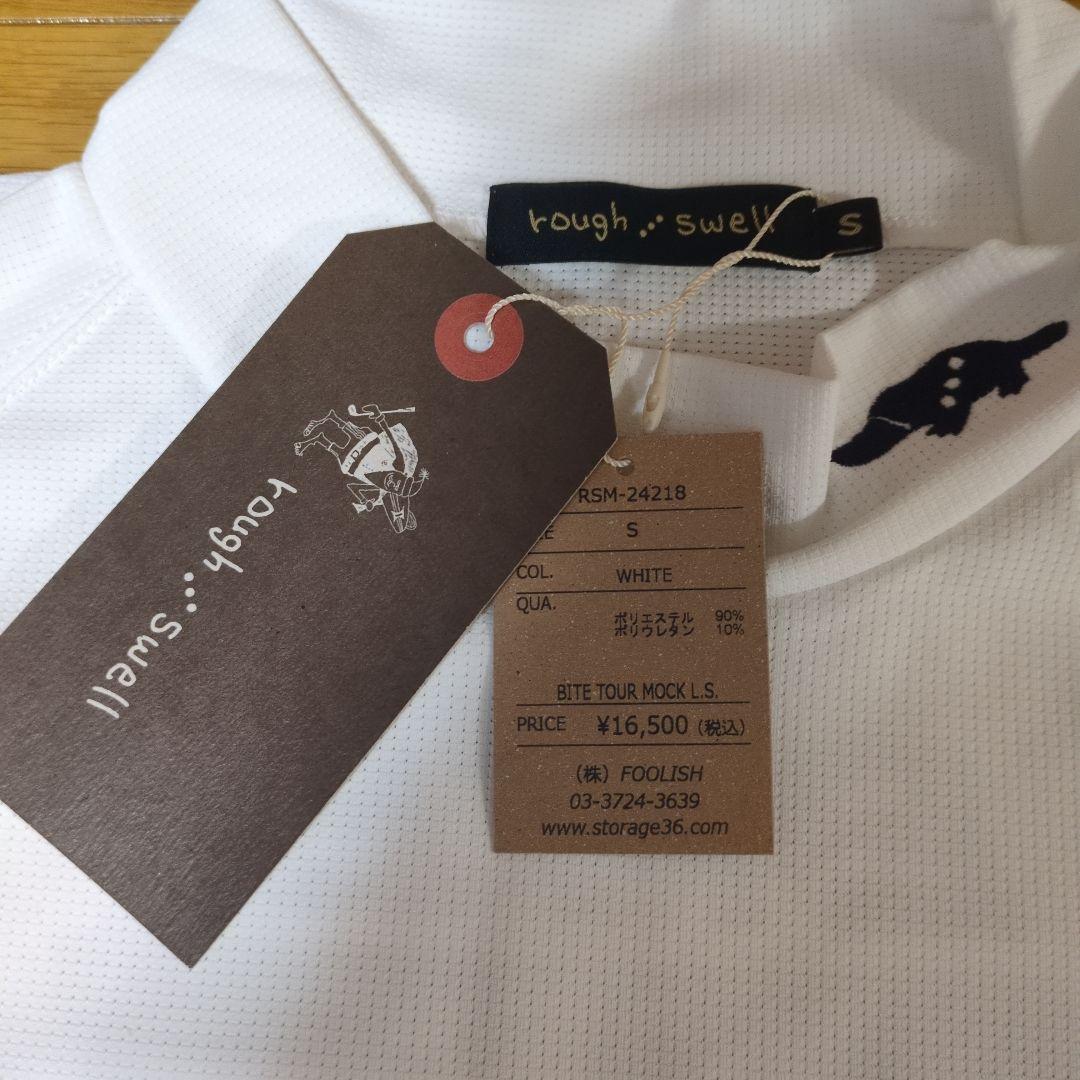 rough swell
S
rough swell
RSM-24218
S
COL. WHITE
QUA.
ポリエステル 90%
ポリウレタン 10%
BITE TOUR MOCK L.S.
PRICE ¥16,500 (税込)
(株) FOOLISH
03-3724-3639
www.storage36.com